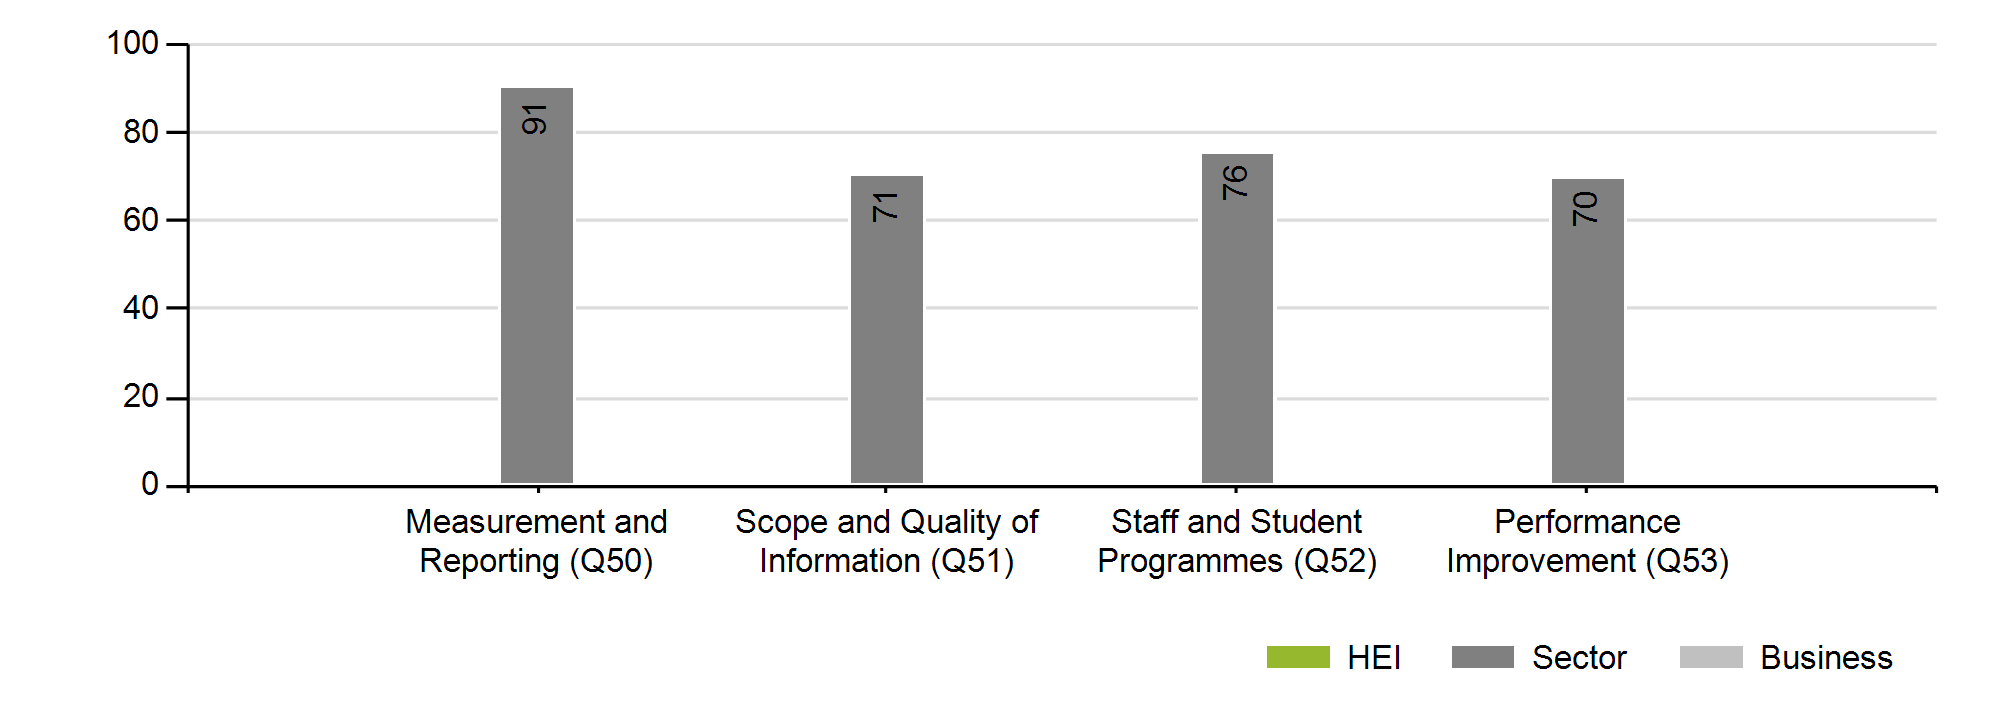 100
80
60
40
20
0
91
71
76
70
Measurement and
Reporting (Q50)
Scope and Quality of
Information (Q51)
Staff and Student
Programmes (Q52)
Performance
Improvement (Q53)
HEI
Sector
Business